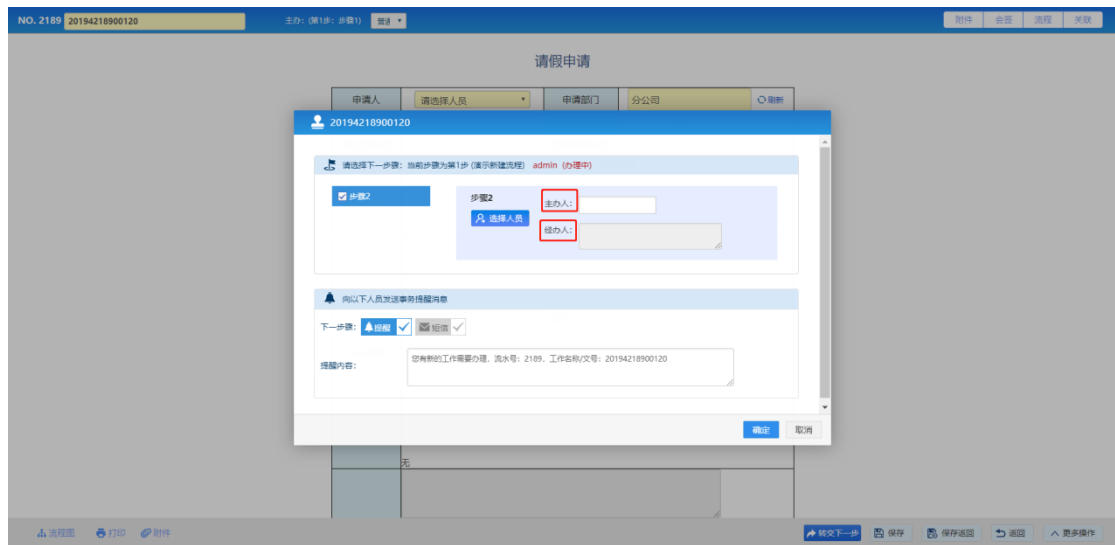 NO. 2189 20194218900120 主办: (第1步: 步骤1) 普通 附件 会签 流程 关联
请假申请
申请人 请选择人员 申请部门 分公司 刷新
20194218900120
请选择下一步骤: 当前步骤为第1步 (演示新建流程) admin (办理中)
步骤2 步骤2 主办人:
选择人员 经办人:
向以下人员发送事务提醒消息
下一步骤: 提醒 短信
提醒内容: 您有新的工作需要办理, 流水号: 2189, 工作名称/文号: 20194218900120
确定 取消
无
流程图 打印 附件 转交下一步 保存 保存返回 返回 更多操作